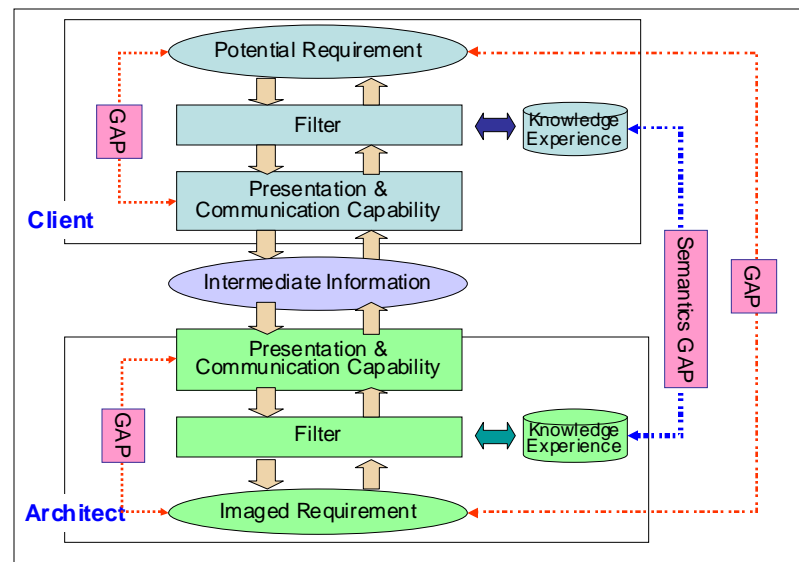 Potential Requirement
GAP
Filter
Knowledge
Experience
Presentation &
Communication Capability
Client
Intermediate Information
Semantics GAP
GAP
Presentation &
Communication Capability
GAP
Filter
Knowledge
Experience
Architect
Imaged Requirement